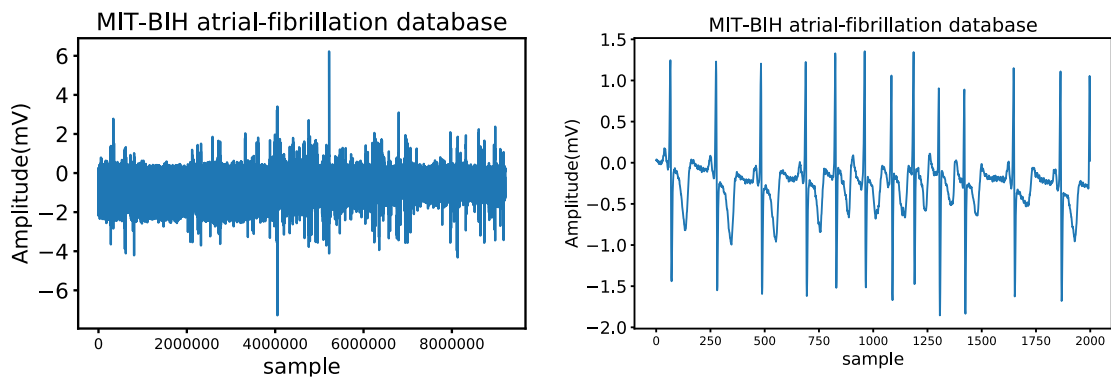 MIT-BIH atrial-fibrillation database
6
4
2
0
−2
−4
−6
Amplitude(mV)
0 2000000 4000000 6000000 8000000
sample
MIT-BIH atrial-fibrillation database
1.5
1.0
0.5
0.0
−0.5
−1.0
−1.5
−2.0
Amplitude(mV)
0 250 500 750 1000 1250 1500 1750 2000
sample